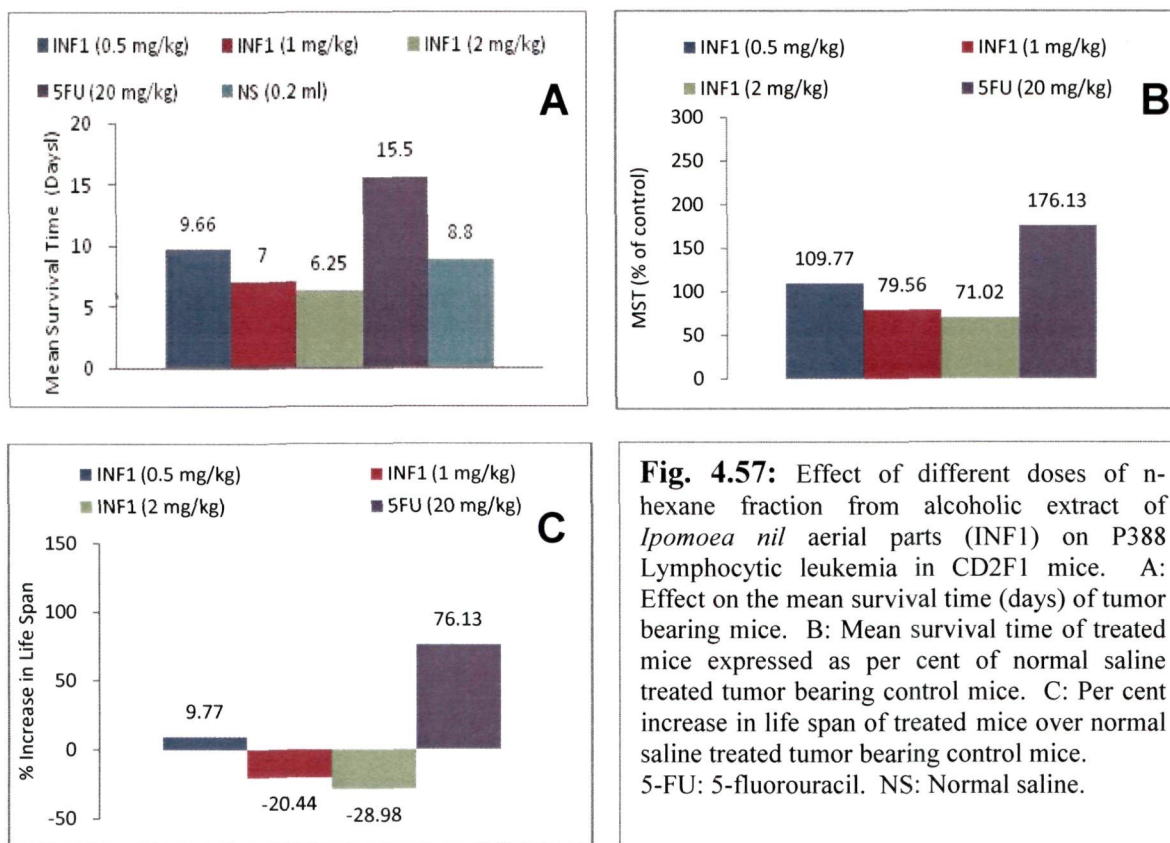 INF1 (0.5 mg/kg) INF1 (1 mg/kg) INF1 (2 mg/kg)
5FU (20 mg/kg) NS (0.2 ml)
A
Mean Survival Time (Days)
20
15
10
5
0
9.66
7
6.25
15.5
8.8
INF1 (0.5 mg/kg) INF1 (1 mg/kg)
INF1 (2 mg/kg) 5FU (20 mg/kg)
B
MST (% of control)
300
250
200
150
100
50
0
109.77
79.56
71.02
176.13
INF1 (0.5 mg/kg) INF1 (1 mg/kg)
INF1 (2 mg/kg) 5FU (20 mg/kg)
C
% Increase in Life Span
150
100
50
0
-50
9.77
-20.44
-28.98
76.13
Fig. 4.57: Effect of different doses of n-
hexane fraction from alcoholic extract of
Ipomoea nil aerial parts (INF1) on P388
Lymphocytic leukemia in CD2F1 mice. A:
Effect on the mean survival time (days) of tumor
bearing mice. B: Mean survival time of treated
mice expressed as per cent of normal saline
treated tumor bearing control mice. C: Per cent
increase in life span of treated mice over normal
saline treated tumor bearing control mice.
5-FU: 5-fluorouracil. NS: Normal saline.